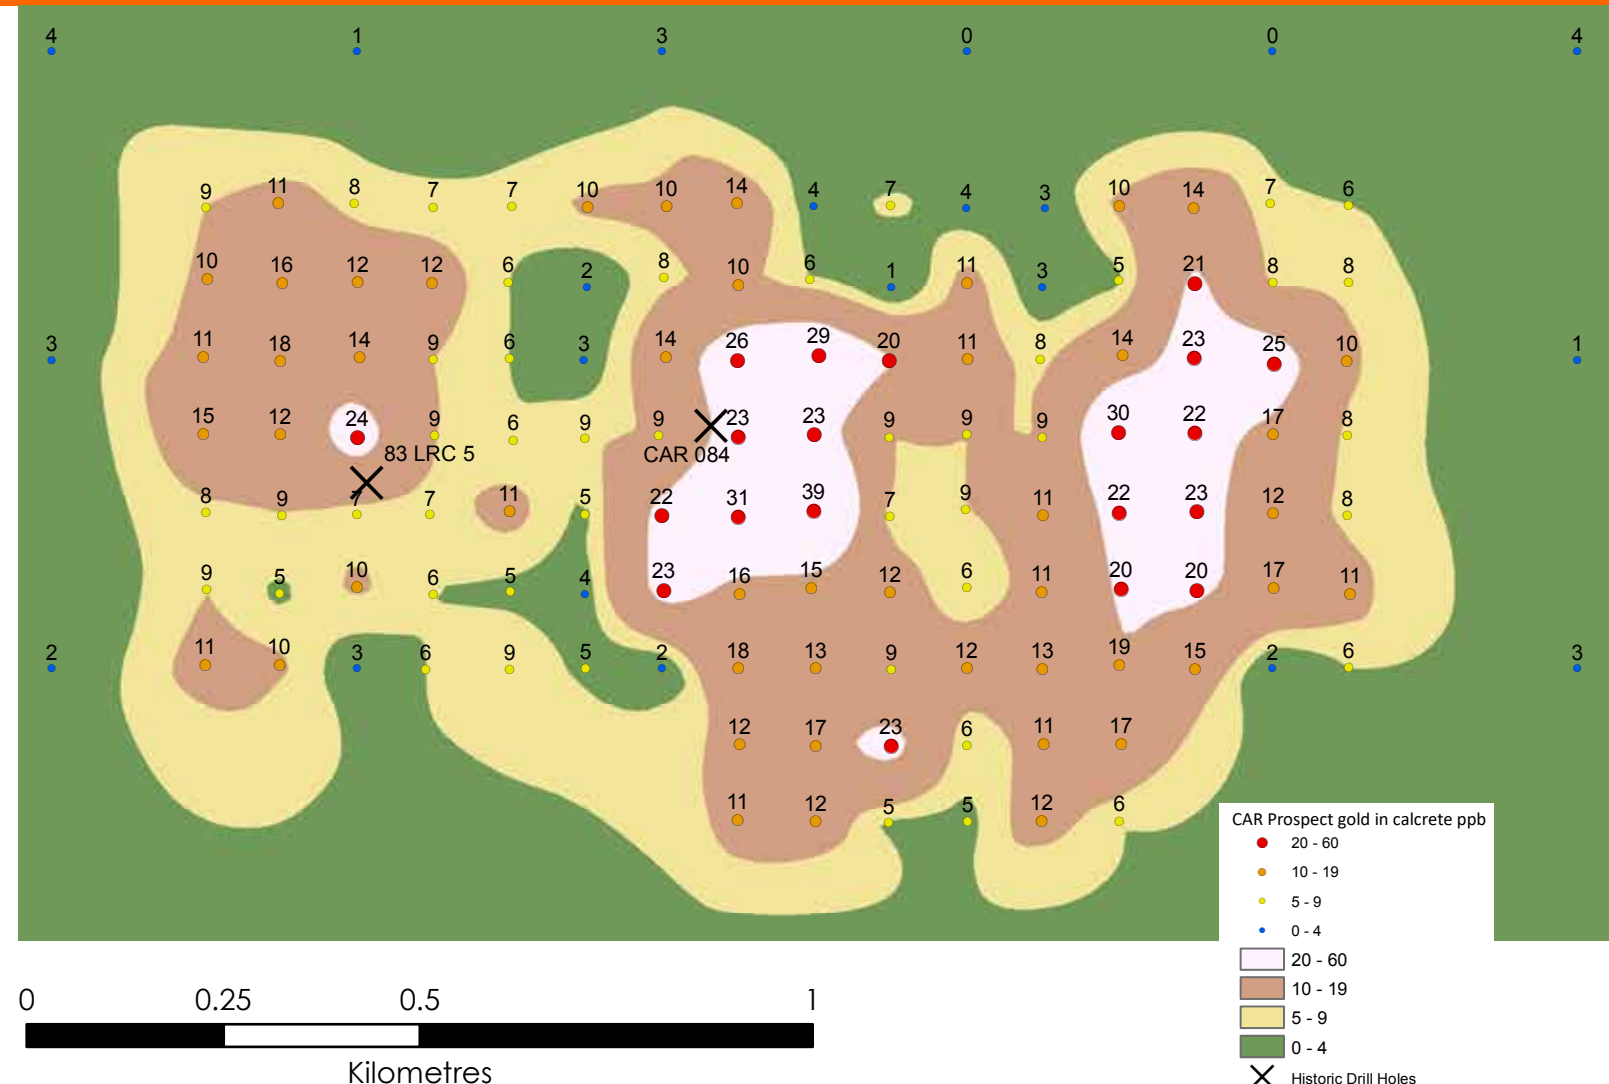 4 1 3 0 0 4
9 11 8 7 7 10 10 14 4 7 4 3 10 14 7 6
10 16 12 12 6 2 8 10 6 1 11 3 5 21 8 8
3 11 18 14 9 6 3 14 26 29 20 11 8 14 23 25 10 1
15 12 24 9 6 9 9 23 23 9 9 9 30 22 17 8
83 LRC 5 CAR 084
8 9 7 7 11 5 22 31 39 7 9 11 22 23 12 8
9 5 10 6 5 4 23 16 15 12 6 11 20 20 17 11
2 11 10 3 6 9 5 2 18 13 9 12 13 19 15 2 6 3
12 17 23 6 11 17
11 12 5 5 12 6
CAR Prospect gold in calcrete ppb
20 - 60
10 - 19
5 - 9
0 - 4
20 - 60
10 - 19
5 - 9
0 - 4
Historic Drill Holes
0 0.25 0.5 1
Kilometres